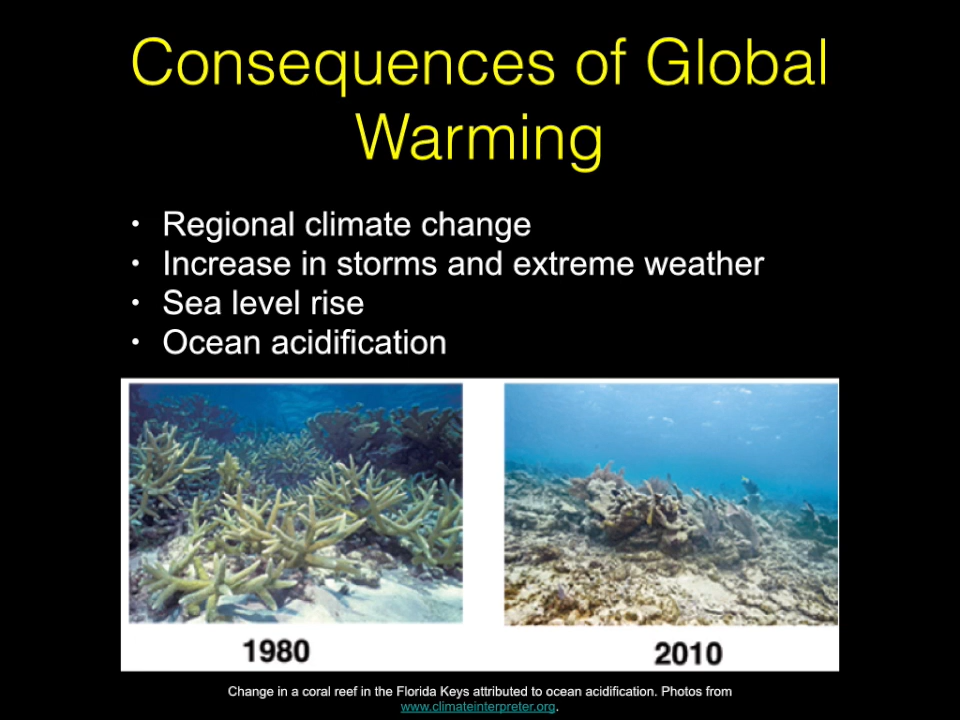 Consequences of Global
Warming
• Regional climate change
• Increase in storms and extreme weather
• Sea level rise
• Ocean acidification
1980
2010
Change in a coral reef in the Florida Keys attributed to ocean acidification. Photos from
www.climateinterpreter.org.